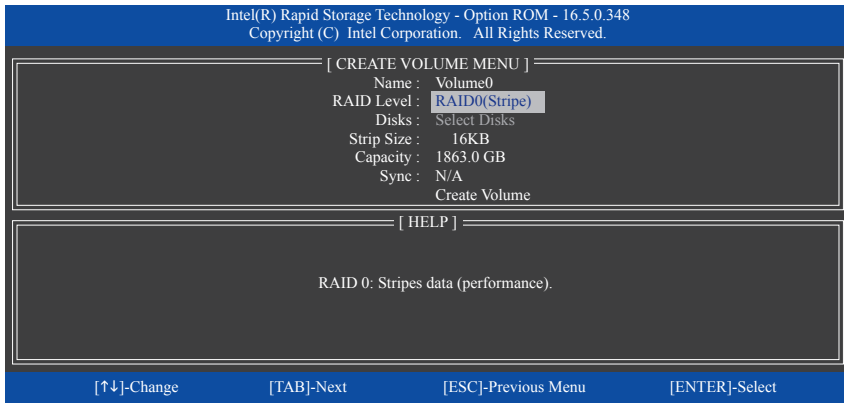 Intel(R) Rapid Storage Technology - Option ROM - 16.5.0.348
Copyright (C) Intel Corporation. All Rights Reserved.
[ CREATE VOLUME MENU ]
Name : Volume0
RAID Level : RAID0(Stripe)
Disks : Select Disks
Strip Size : 16KB
Capacity : 1863.0 GB
Sync : N/A
Create Volume
[ HELP ]
RAID 0: Stripes data (performance).
[↑↓]-Change [TAB]-Next [ESC]-Previous Menu [ENTER]-Select